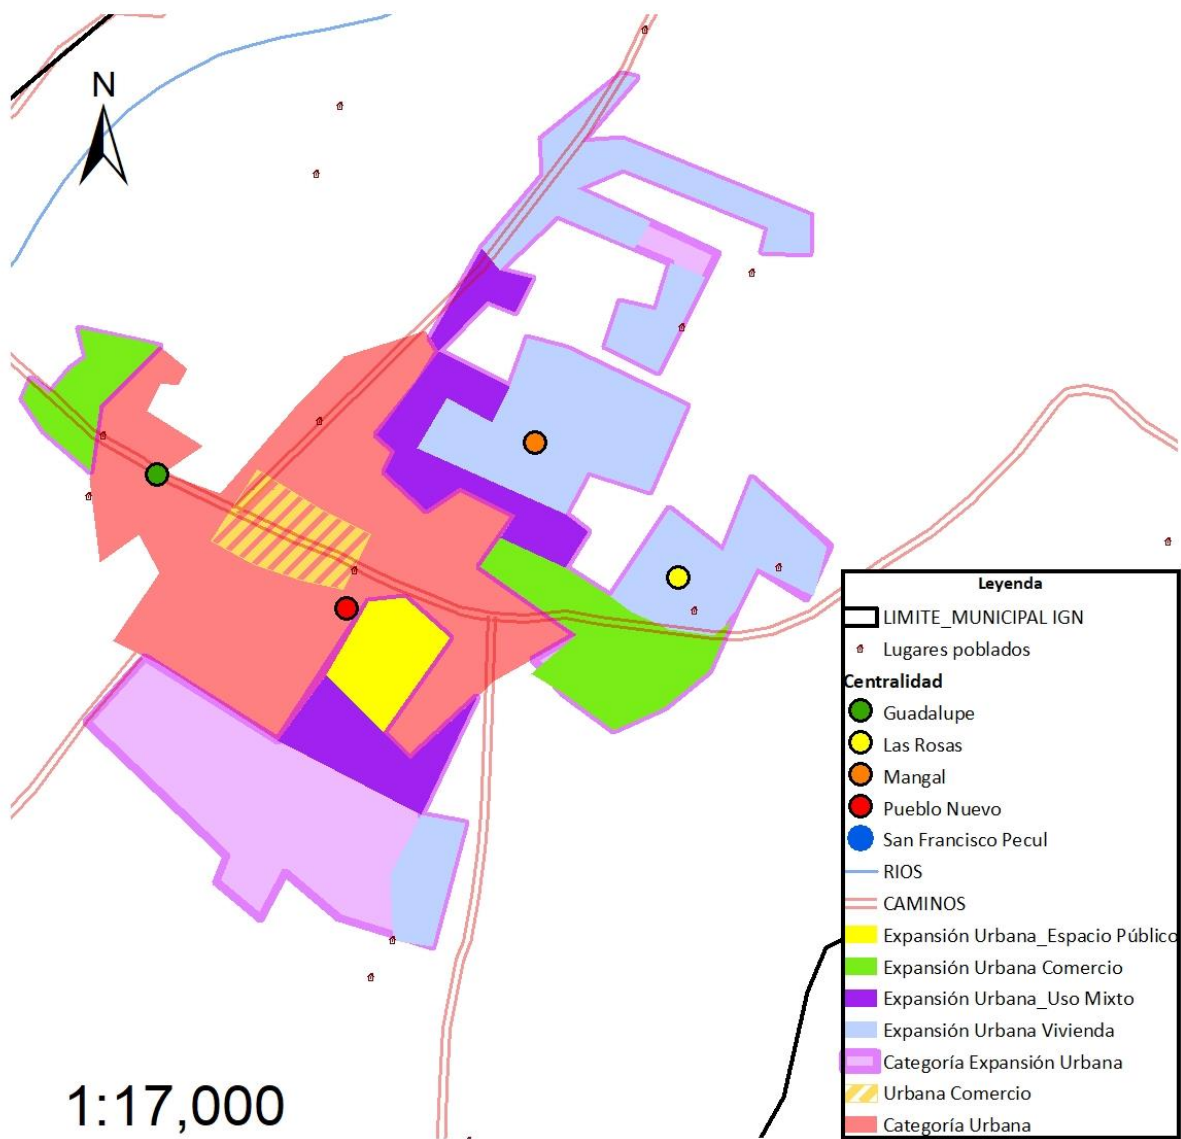 N
1:17,000
Leyenda
LIMITE_MUNICIPAL IGN
Lugares poblados
Centralidad
Guadalupe
Las Rosas
Mangal
Pueblo Nuevo
San Francisco Pecul
RIOS
CAMINOS
Expansión Urbana_Espacio Público
Expansión Urbana Comercio
Expansión Urbana_Uso Mixto
Expansión Urbana Vivienda
Categoría Expansión Urbana
Urbana Comercio
Categoría Urbana